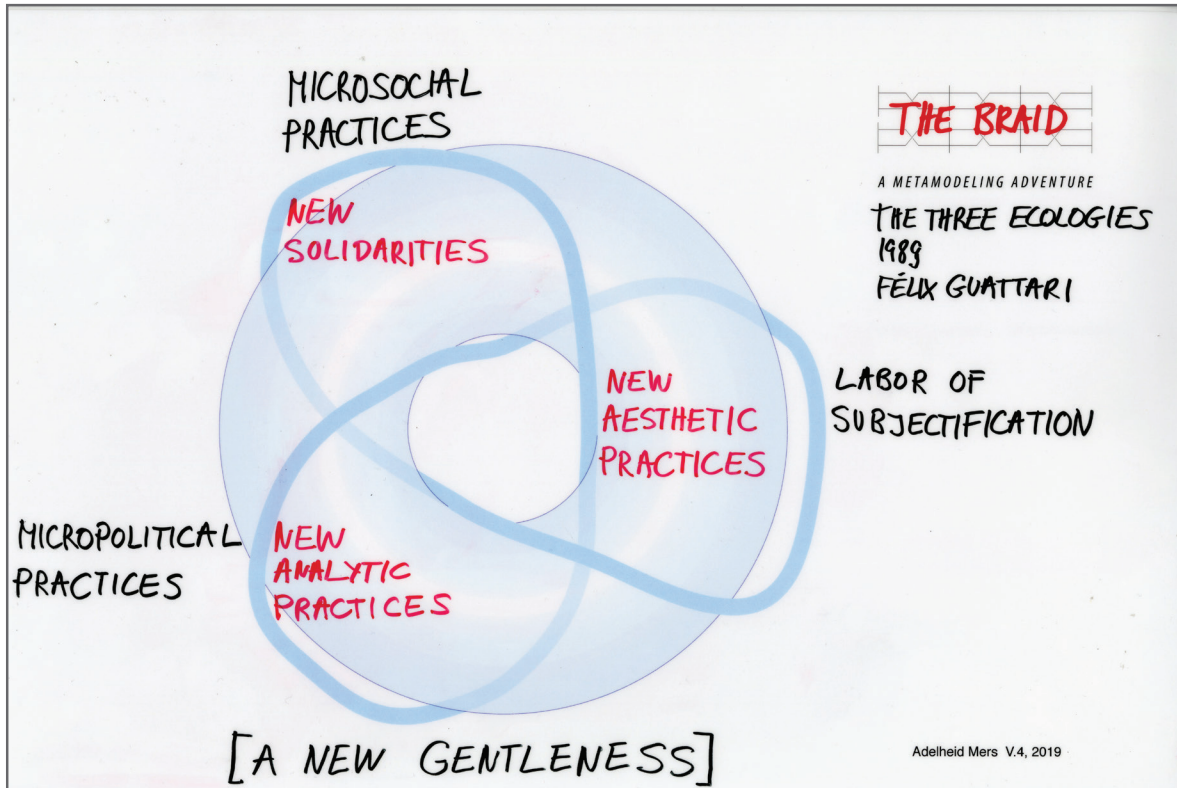 MICROSOCIAL
PRACTICES
THE BRAID
A METAMODELING ADVENTURE
THE THREE ECOLOGIES
1989
FÉLIX GUATTARI
NEW
SOLIDARITIES
NEW
AESTHETIC
PRACTICES
LABOR OF
SUBJECTIFICATION
MICROPOLITICAL
PRACTICES
NEW
ANALYTIC
PRACTICES
[A NEW GENTLENESS]
Adelheid Mers V.4, 2019